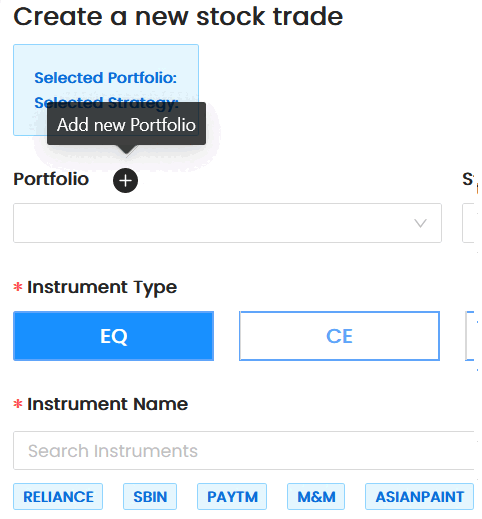 Create a new stock trade
Selected Portfolio:
Selected Strategy:
Add new Portfolio
Portfolio
* Instrument Type
EQ CE
* Instrument Name
Search Instruments
RELIANCE SBIN PAYTM M&M ASIANPAINT